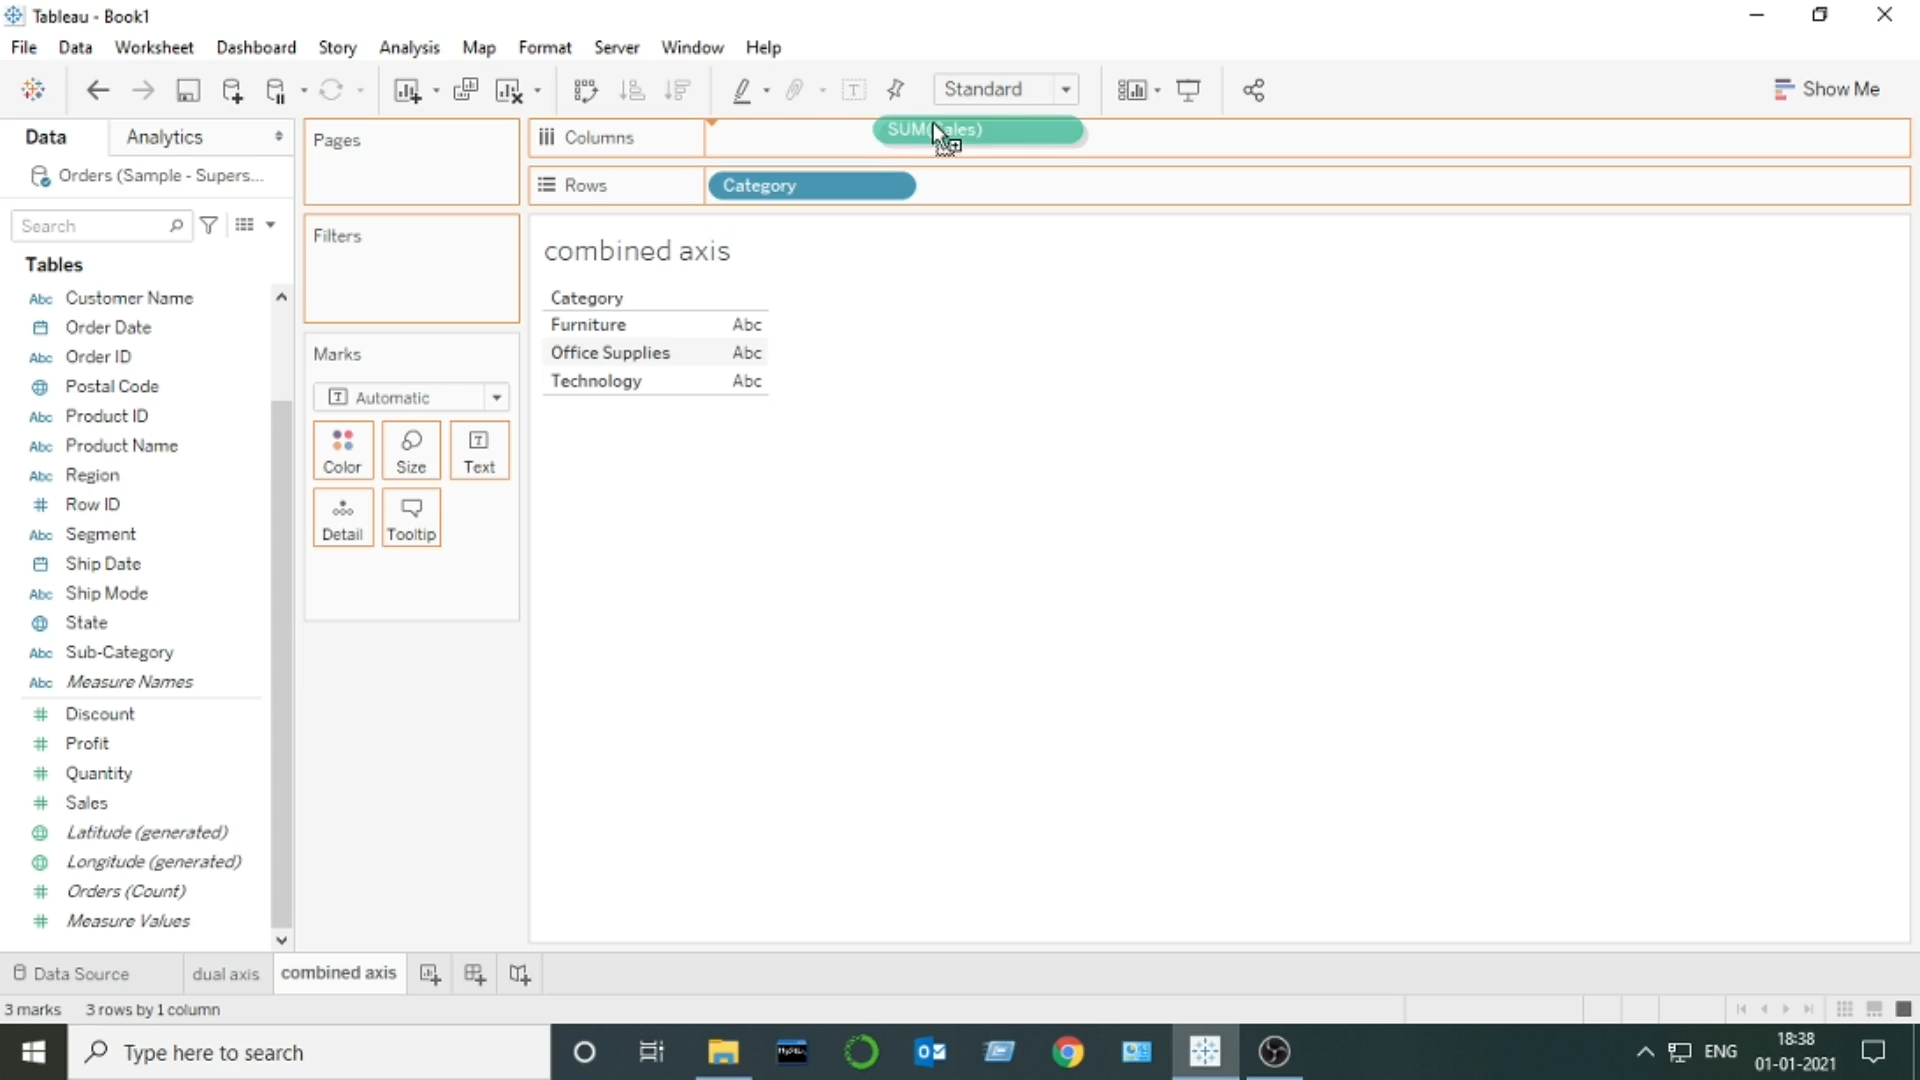 Tableau - Book1
File Data Worksheet Dashboard Story Analysis Map Format Server Window Help
Standard
Show Me
Data Analytics
Orders (Sample - Supers...
Search
Tables
Customer Name
Order Date
Order ID
Postal Code
Product ID
Product Name
Region
Row ID
Segment
Ship Date
Ship Mode
State
Sub-Category
Measure Names
Discount
Profit
Quantity
Sales
Latitude (generated)
Longitude (generated)
Orders (Count)
Measure Values
Pages
Filters
Marks
Automatic
Color Size Text
Detail Tooltip
Columns
SUM(Sales)
Rows Category
combined axis
Category
Furniture Abc
Office Supplies Abc
Technology Abc
Data Source dual axis combined axis
3 marks 3 rows by 1 column
Type here to search
ENG
18:38
01-01-2021